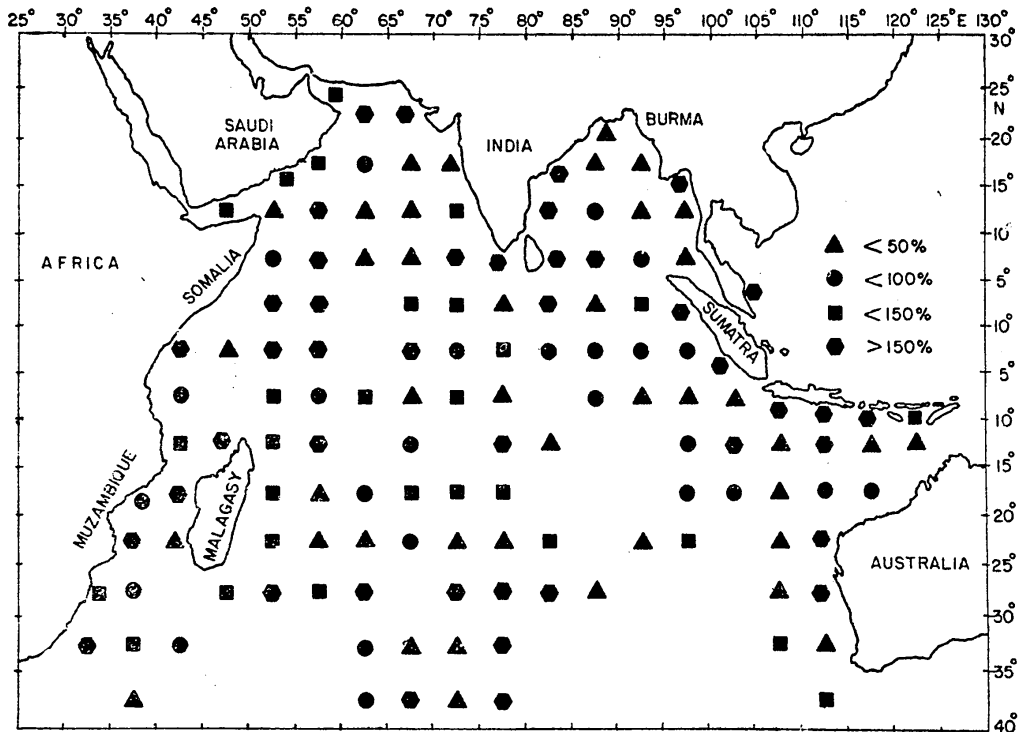 25° 30° 35° 40° 45° 50° 55° 60° 65° 70° 75° 80° 85° 90° 95° 100° 105° 110° 115° 120° 125° E 130°
30°
25°
N
BURMA
SAUDI
ARABIA
INDIA
20°
15°
10°
AFRICA
SOMALIA
< 50%
< 100%
5°
< 150%
10°
SUMATRA
> 150%
5°
10°
15°
MUZAMBIQUE
MALAGASY
20°
AUSTRALIA
25°
30°
35°
40°